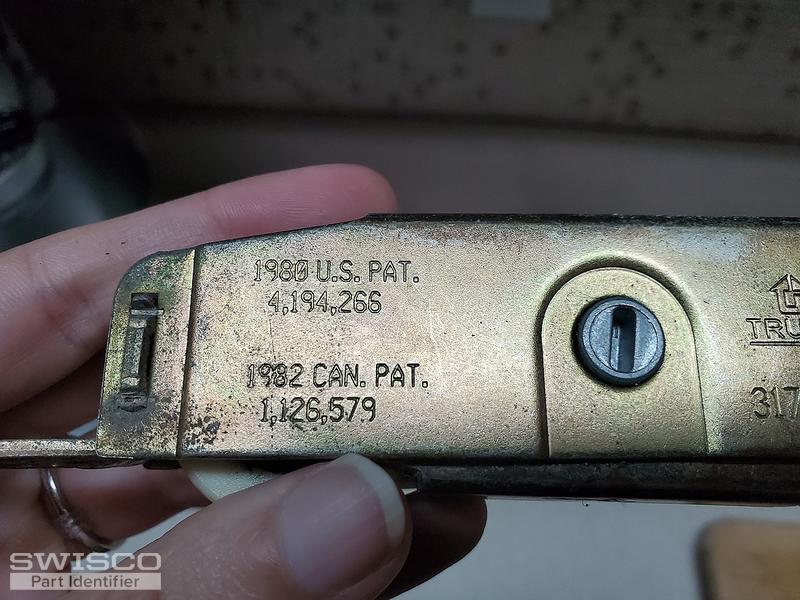 1980 U.S. PAT.
4,194,266
1982 CAN. PAT.
1,126,579
TRU
317
SWISCO
Part Identifier